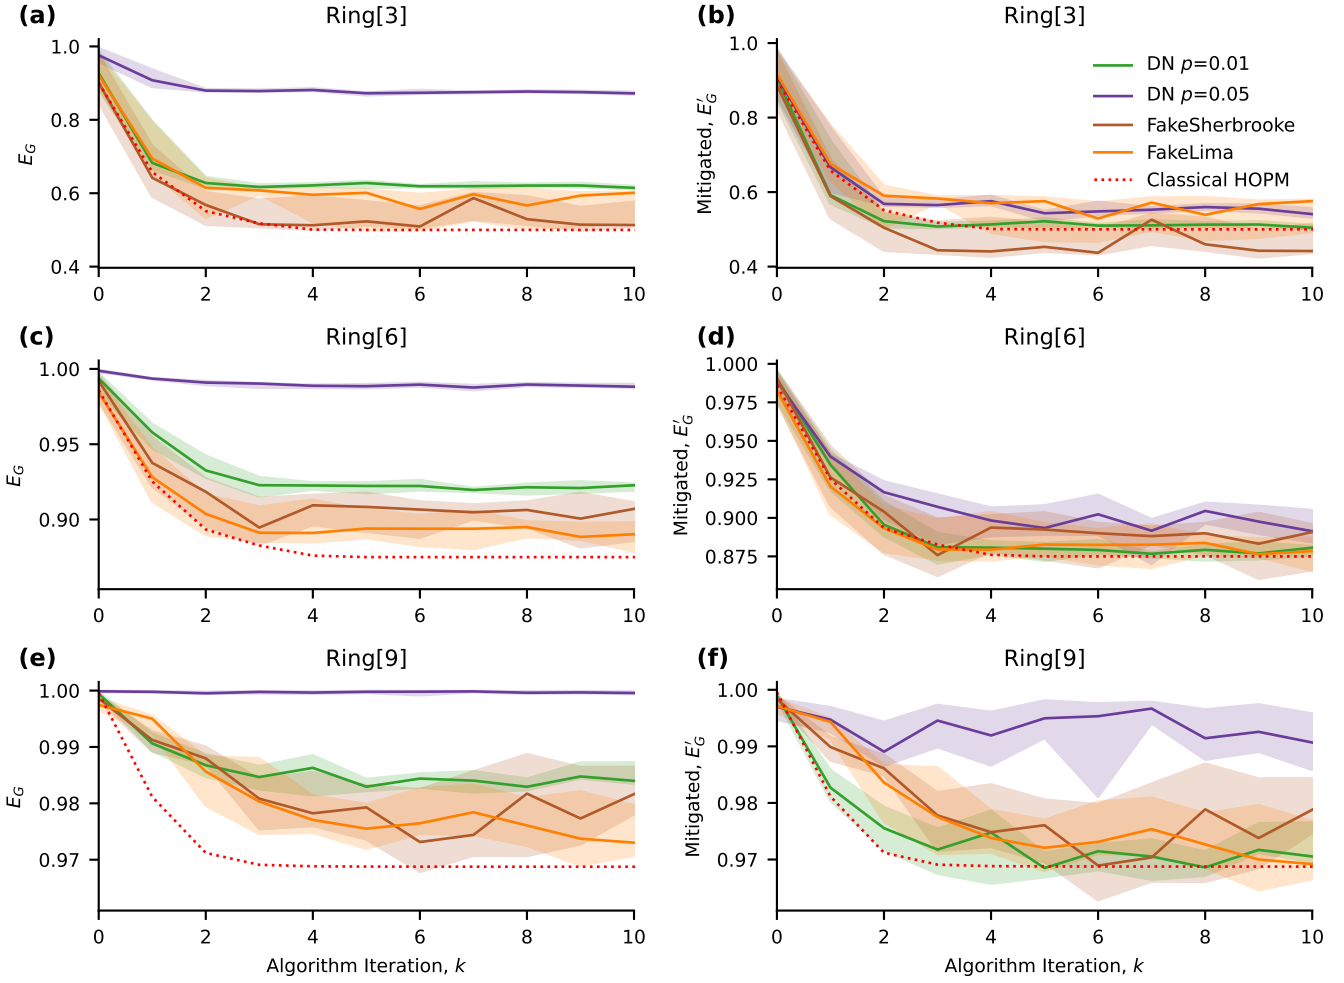 (a) Ring[3]
(b) Ring[3]
1.0
0.8
0.6
0.4
E_G
0 2 4 6 8 10
1.0
0.8
0.6
0.4
Mitigated, E′_G
0 2 4 6 8 10
DN p=0.01
DN p=0.05
FakeSherbrooke
FakeLima
Classical HOPM
(c) Ring[6]
(d) Ring[6]
1.00
0.95
0.90
E_G
0 2 4 6 8 10
1.000
0.975
0.950
0.925
0.900
0.875
Mitigated, E′_G
0 2 4 6 8 10
(e) Ring[9]
(f) Ring[9]
1.00
0.99
0.98
0.97
E_G
0 2 4 6 8 10
Algorithm Iteration, k
1.00
0.99
0.98
0.97
Mitigated, E′_G
0 2 4 6 8 10
Algorithm Iteration, k